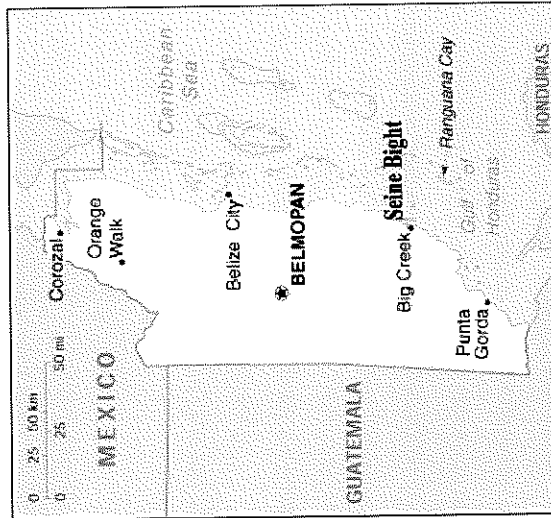 0 25 50 km
0 25 50 mi
MEXICO
Corozal
Orange
Walk
Caribbean
Sea
Belize City
BELMOPAN
GUATEMALA
Big Creek
Seine Bight
Ranguana Cay
Gulf of
Honduras
Punta
Gorda
HONDURAS